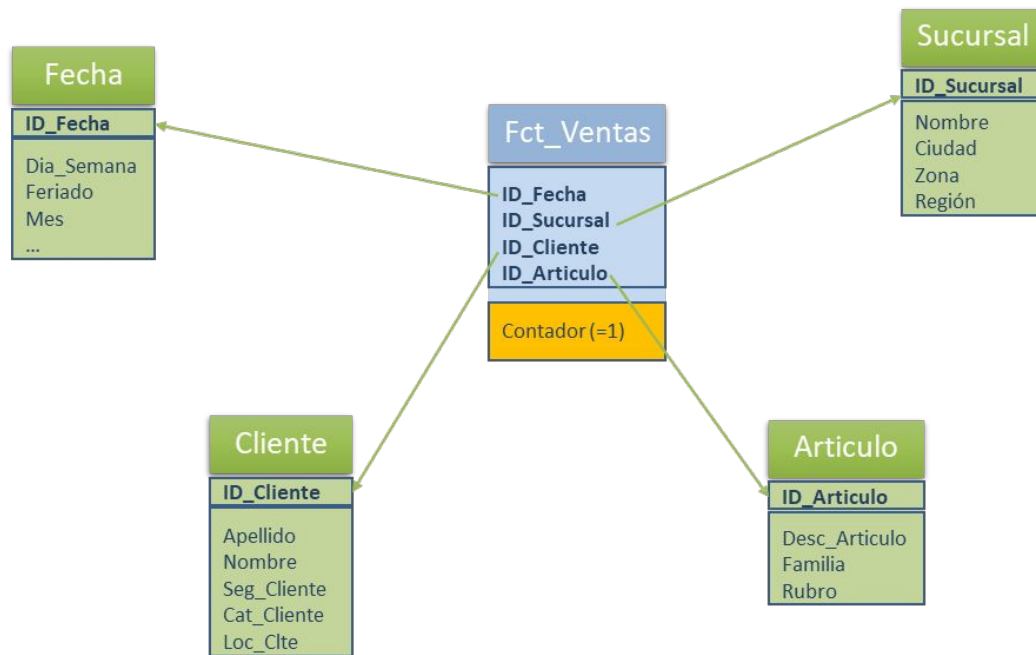 Fecha
ID_Fecha
Dia_Semana
Feriado
Mes
...
Fct_Ventas
ID_Fecha
ID_Sucursal
ID_Cliente
ID_Articulo
Contador (=1)
Sucursal
ID_Sucursal
Nombre
Ciudad
Zona
Región
Cliente
ID_Cliente
Apellido
Nombre
Seg_Cliente
Cat_Cliente
Loc_Clte
Articulo
ID_Articulo
Desc_Articulo
Familia
Rubro